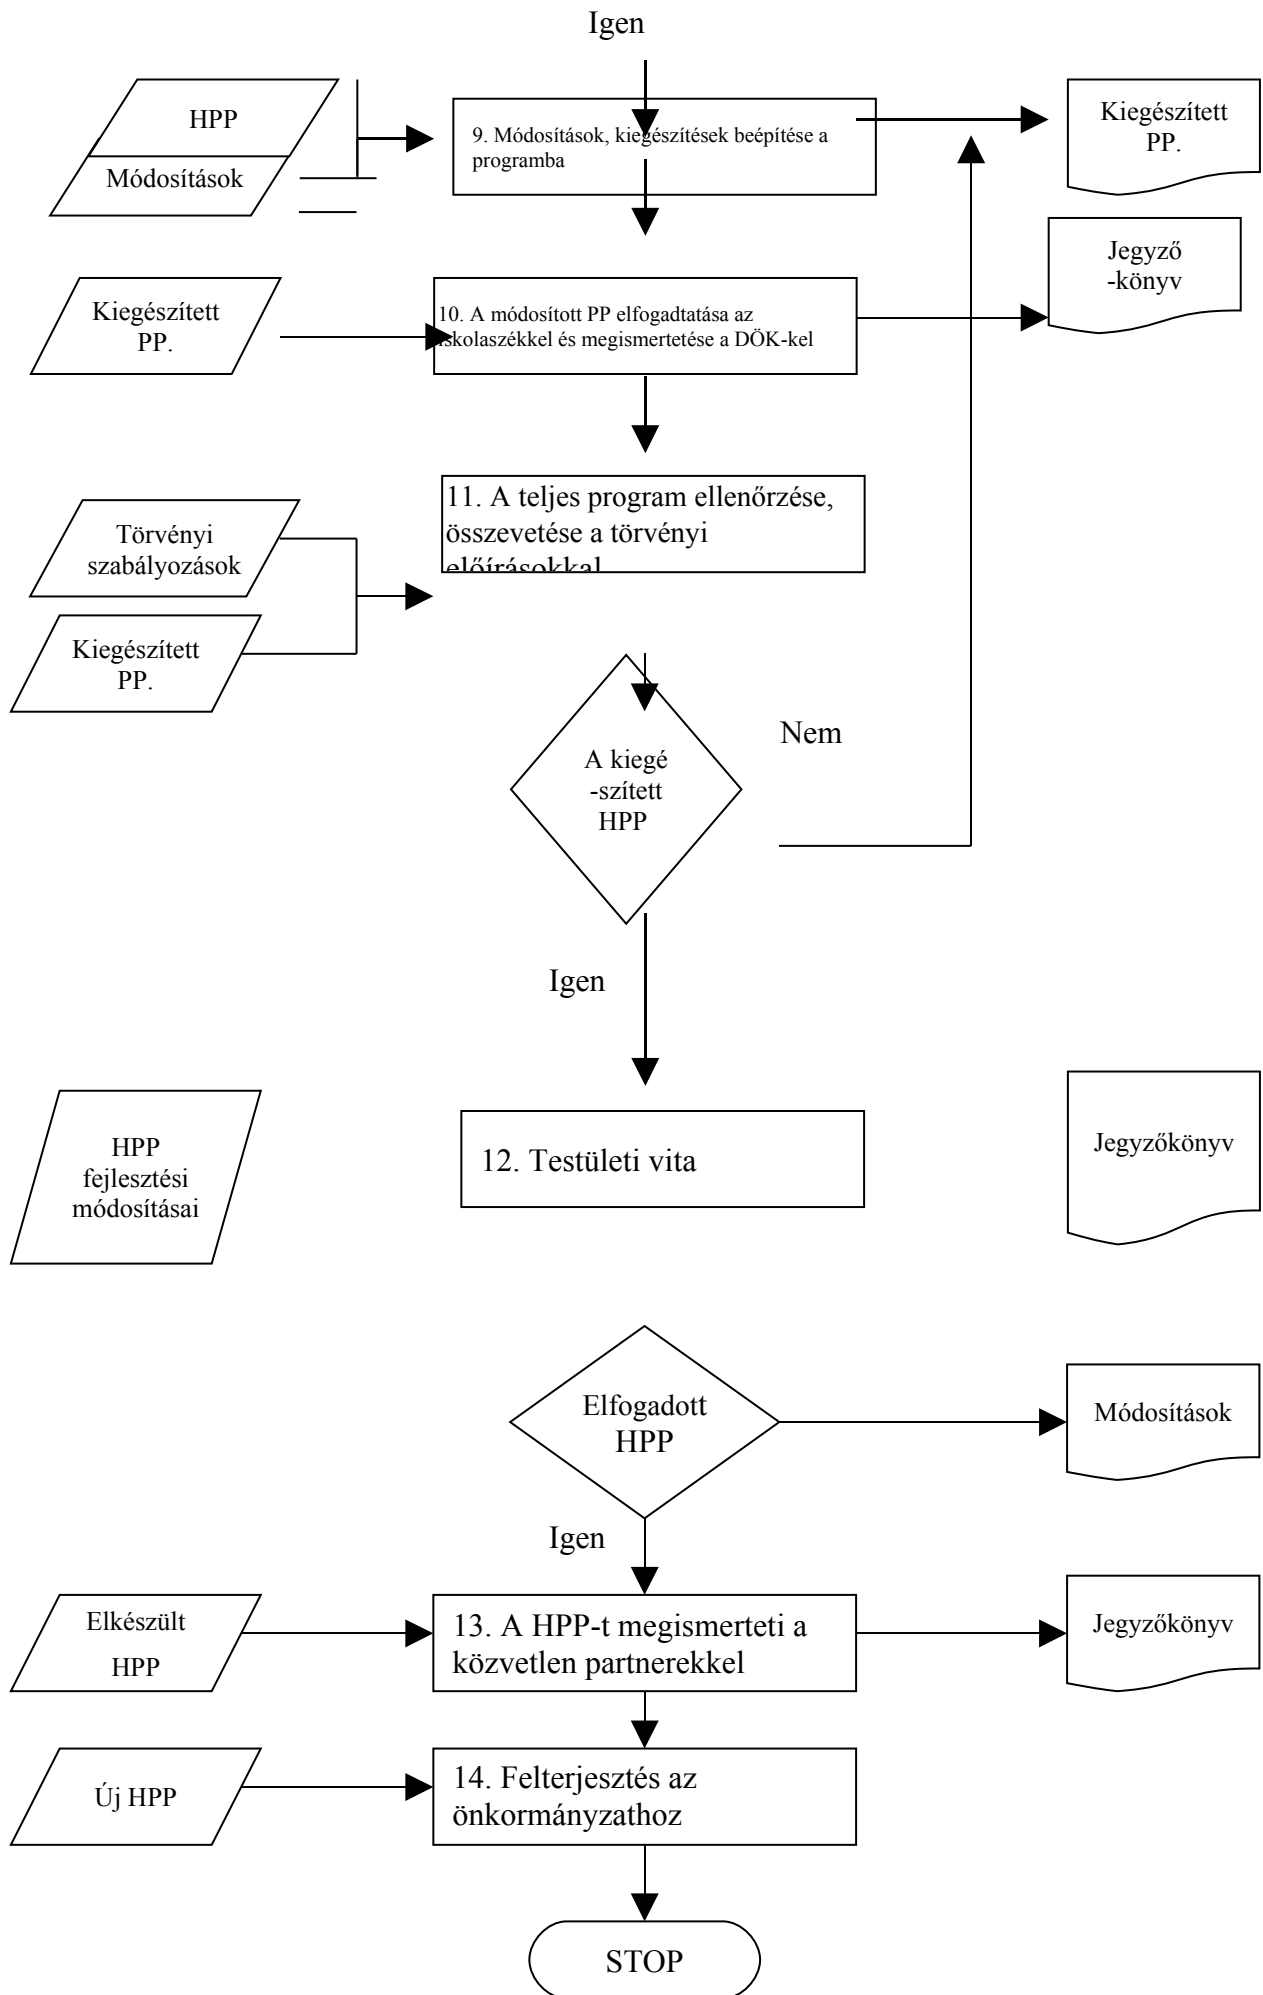 Igen
HPP
Módosítások
9. Módosítások, kiegészítések beépítése a
programba
Kiegészített
PP.
Jegyző
-könyv
Kiegészített
PP.
10. A módosított PP elfogadtatása az
iskolaszékkel és megismertetése a DÖK-kel
11. A teljes program ellenőrzése,
összevetése a törvényi
előírásokkal
Törvényi
szabályozások
Kiegészített
PP.
Nem
A kiegé
-szített
HPP
Igen
HPP
fejlesztési
módosításai
12. Testületi vita
Jegyzőkönyv
Elfogadott
HPP
Módosítások
Igen
Elkészült
HPP
13. A HPP-t megismerteti a
közvetlen partnerekkel
Jegyzőkönyv
Új HPP
14. Felterjesztés az
önkormányzathoz
STOP